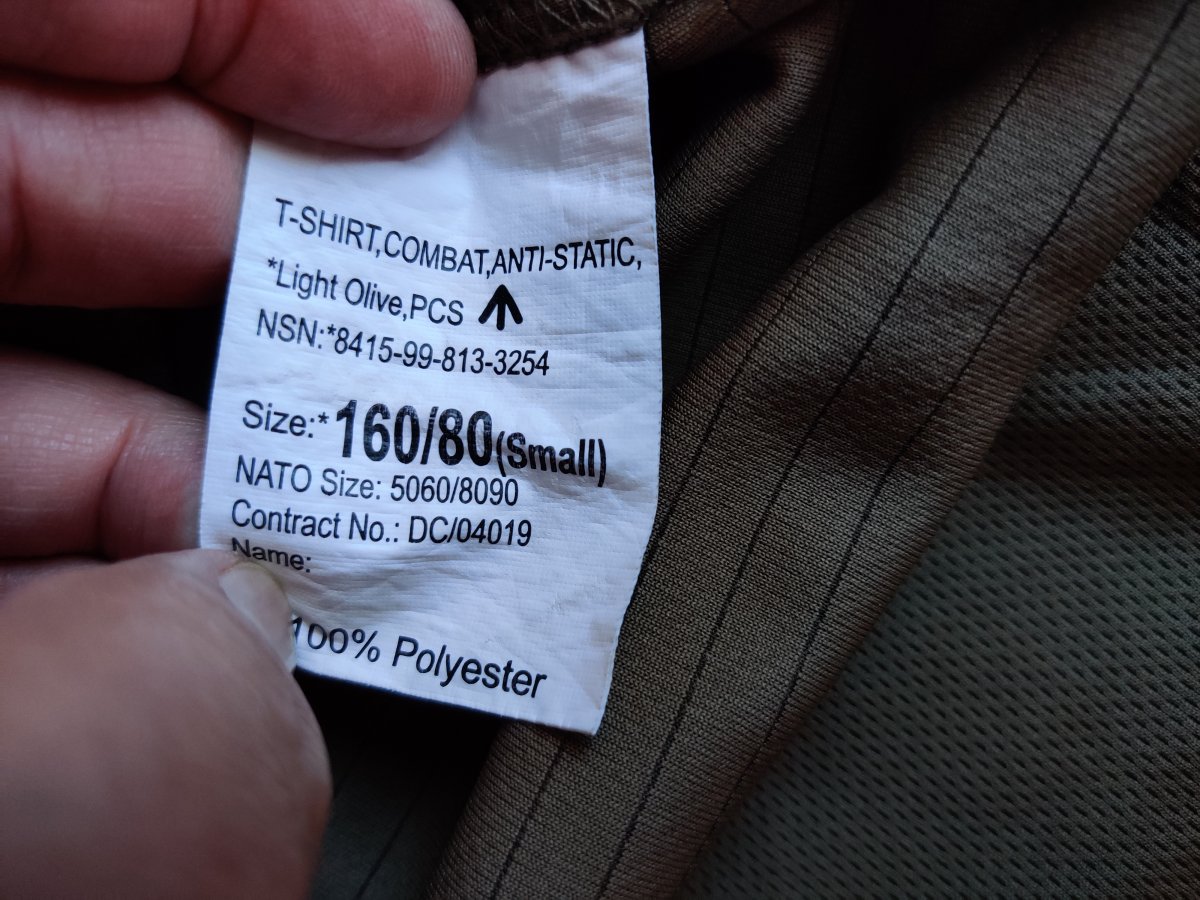 T-SHIRT,COMBAT,ANTI-STATIC,
*Light Olive,PCS
NSN:*8415-99-813-3254
Size:*160/80(Small)
NATO Size: 5060/8090
Contract No.: DC/04019
Name:
100% Polyester